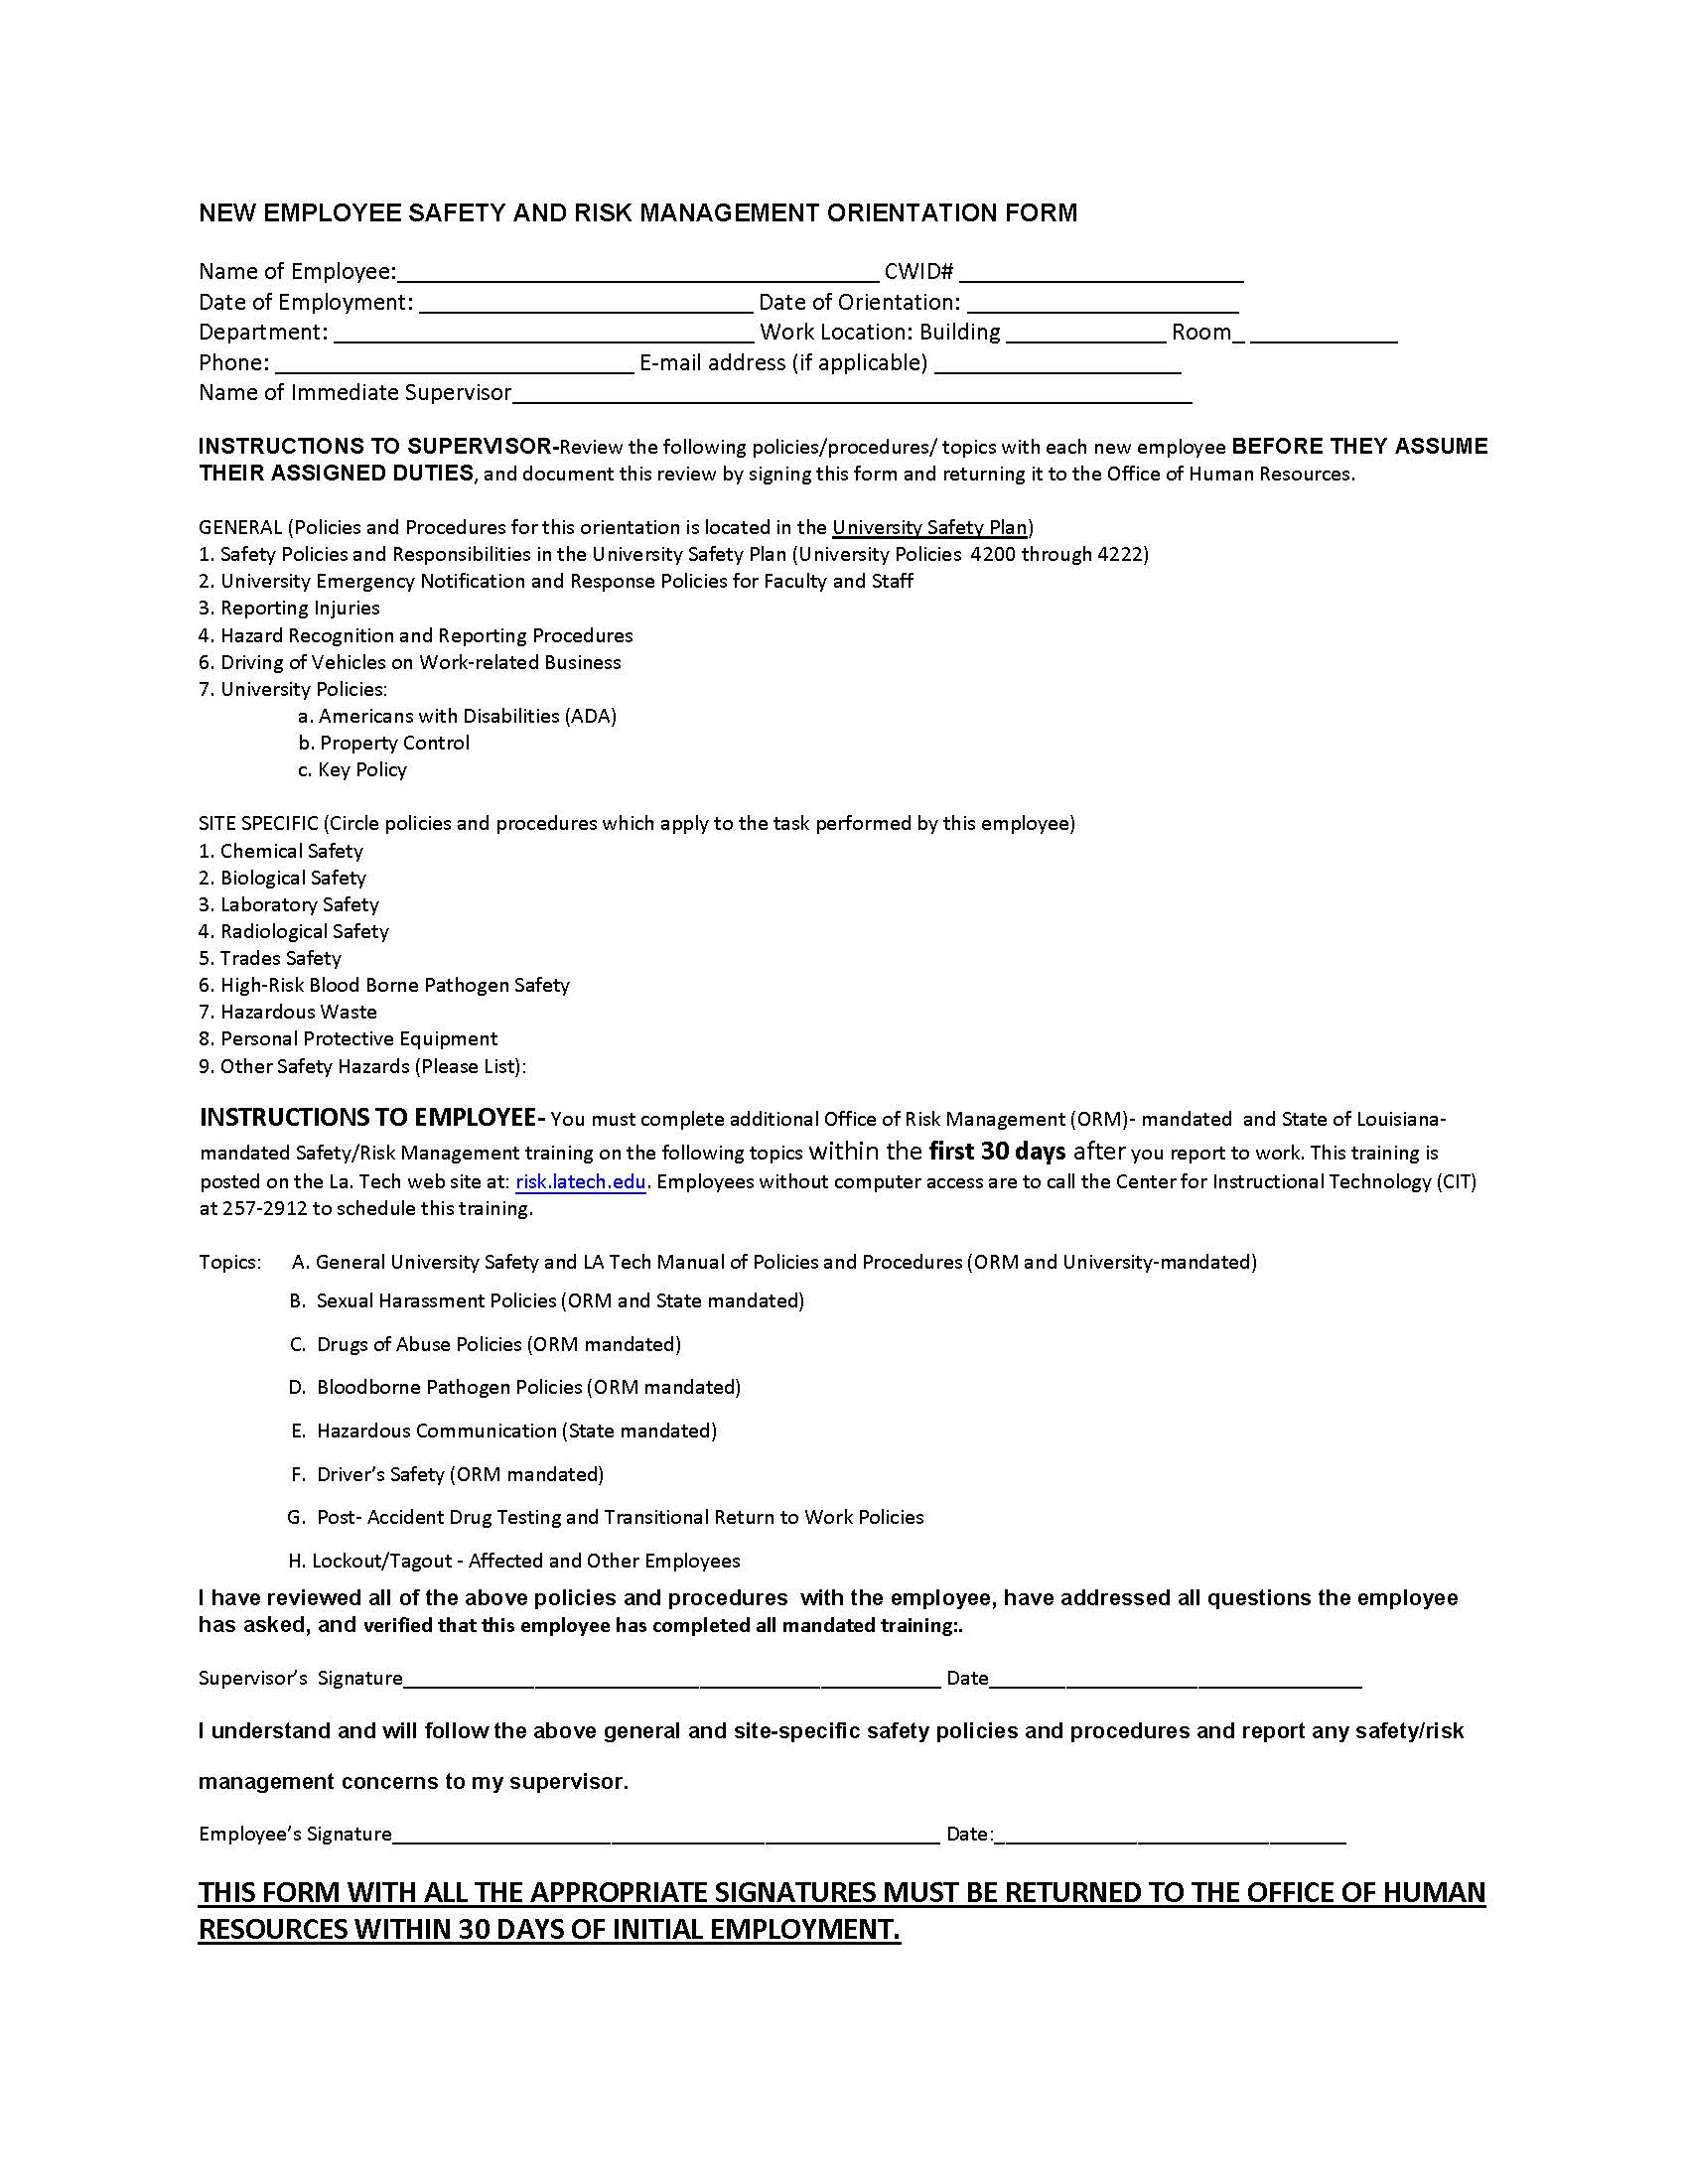 NEW EMPLOYEE SAFETY AND RISK MANAGEMENT ORIENTATION FORM
Name of Employee:____________________________________ CWID# ______________________
Date of Employment: _________________________ Date of Orientation: _____________________
Department: ________________________________ Work Location: Building ____________ Room_ ___________
Phone: ___________________________ E-mail address (if applicable) ___________________
Name of Immediate Supervisor____________________________________________________
INSTRUCTIONS TO SUPERVISOR-Review the following policies/procedures/ topics with each new employee BEFORE THEY ASSUME
THEIR ASSIGNED DUTIES, and document this review by signing this form and returning it to the Office of Human Resources.
GENERAL (Policies and Procedures for this orientation is located in the University Safety Plan)
1. Safety Policies and Responsibilities in the University Safety Plan (University Policies 4200 through 4222)
2. University Emergency Notification and Response Policies for Faculty and Staff
3. Reporting Injuries
4. Hazard Recognition and Reporting Procedures
6. Driving of Vehicles on Work-related Business
7. University Policies:
a. Americans with Disabilities (ADA)
b. Property Control
c. Key Policy
SITE SPECIFIC (Circle policies and procedures which apply to the task performed by this employee)
1. Chemical Safety
2. Biological Safety
3. Laboratory Safety
4. Radiological Safety
5. Trades Safety
6. High-Risk Blood Borne Pathogen Safety
7. Hazardous Waste
8. Personal Protective Equipment
9. Other Safety Hazards (Please List):
INSTRUCTIONS TO EMPLOYEE- You must complete additional Office of Risk Management (ORM)- mandated and State of Louisiana-
mandated Safety/Risk Management training on the following topics within the first 30 days after you report to work. This training is
posted on the La. Tech web site at: risk.latech.edu. Employees without computer access are to call the Center for Instructional Technology (CIT)
at 257-2912 to schedule this training.
Topics: A. General University Safety and LA Tech Manual of Policies and Procedures (ORM and University-mandated)
B. Sexual Harassment Policies (ORM and State mandated)
C. Drugs of Abuse Policies (ORM mandated)
D. Bloodborne Pathogen Policies (ORM mandated)
E. Hazardous Communication (State mandated)
F. Driver’s Safety (ORM mandated)
G. Post- Accident Drug Testing and Transitional Return to Work Policies
H. Lockout/Tagout - Affected and Other Employees
I have reviewed all of the above policies and procedures with the employee, have addressed all questions the employee
has asked, and verified that this employee has completed all mandated training:.
Supervisor’s Signature_________________________________________________ Date__________________________________
I understand and will follow the above general and site-specific safety policies and procedures and report any safety/risk
management concerns to my supervisor.
Employee’s Signature__________________________________________________ Date:________________________________
THIS FORM WITH ALL THE APPROPRIATE SIGNATURES MUST BE RETURNED TO THE OFFICE OF HUMAN
RESOURCES WITHIN 30 DAYS OF INITIAL EMPLOYMENT.